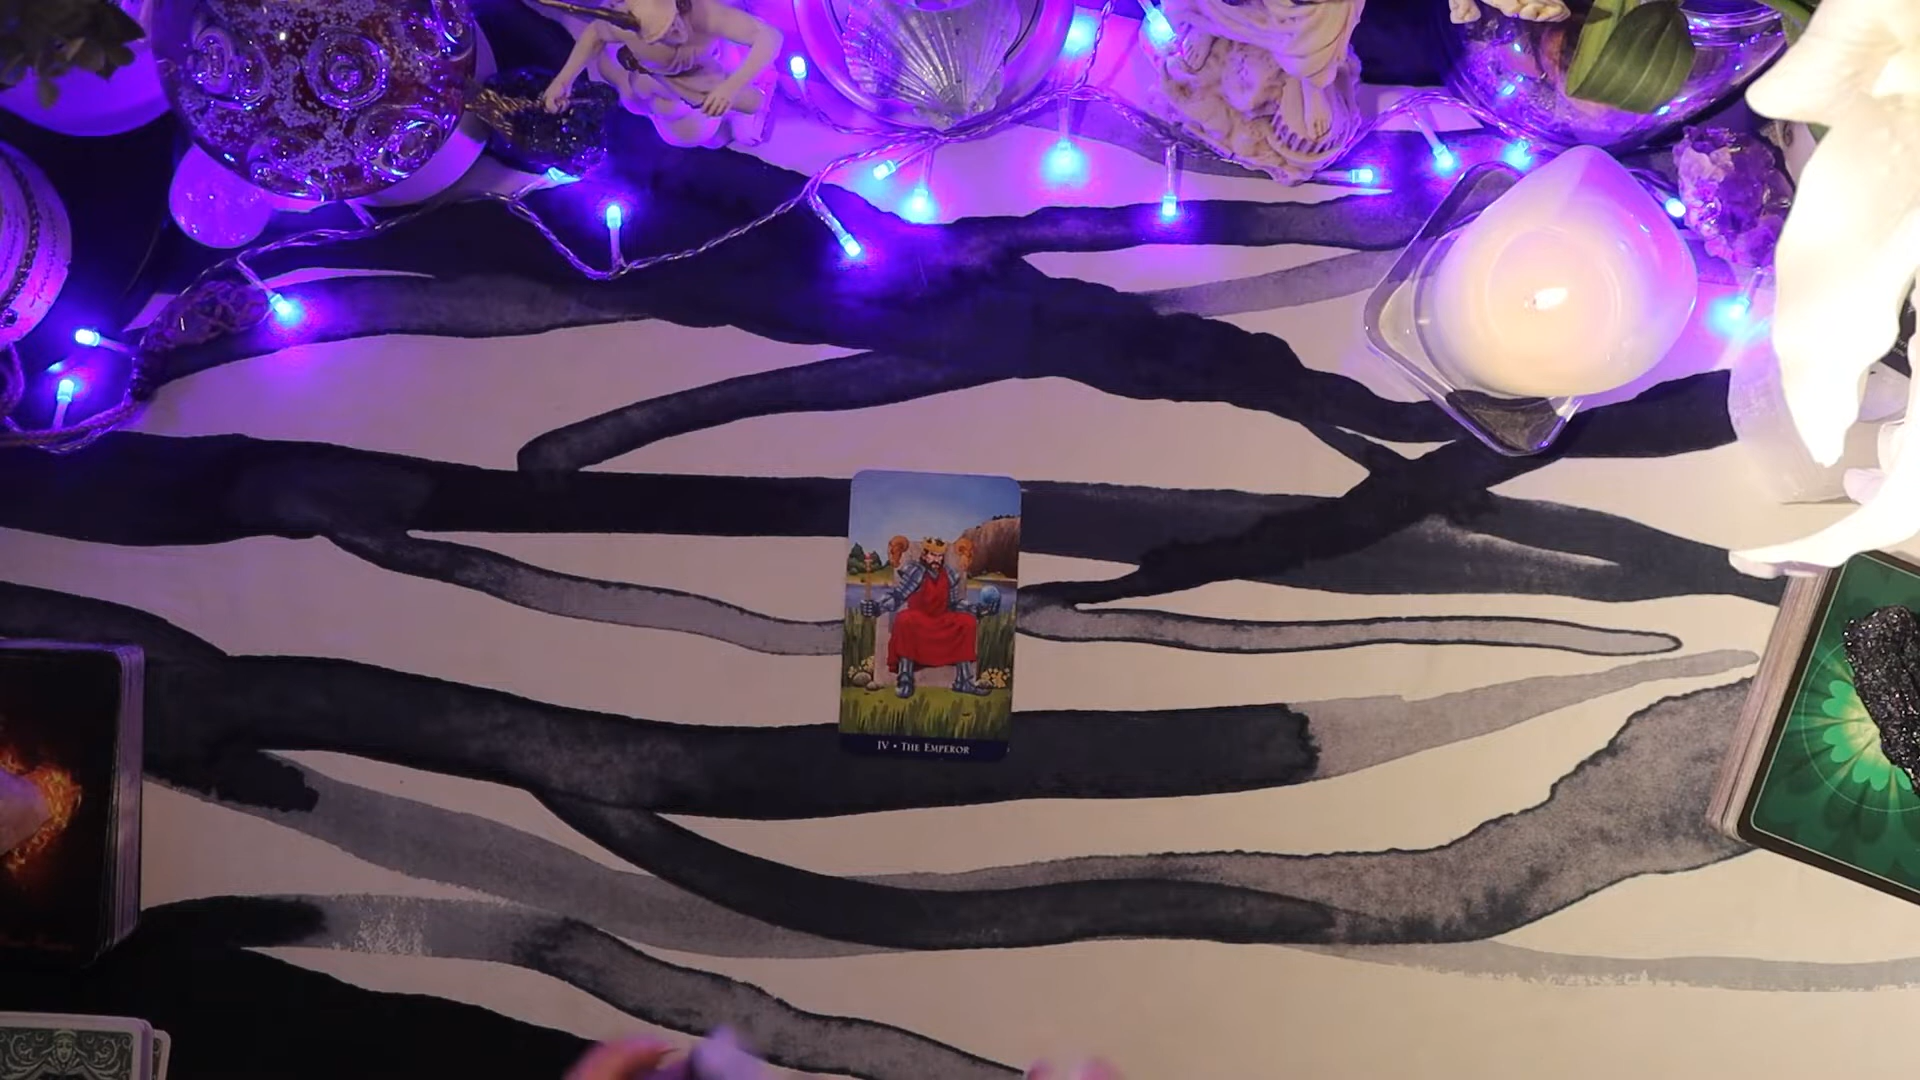 IV • THE EMPEROR